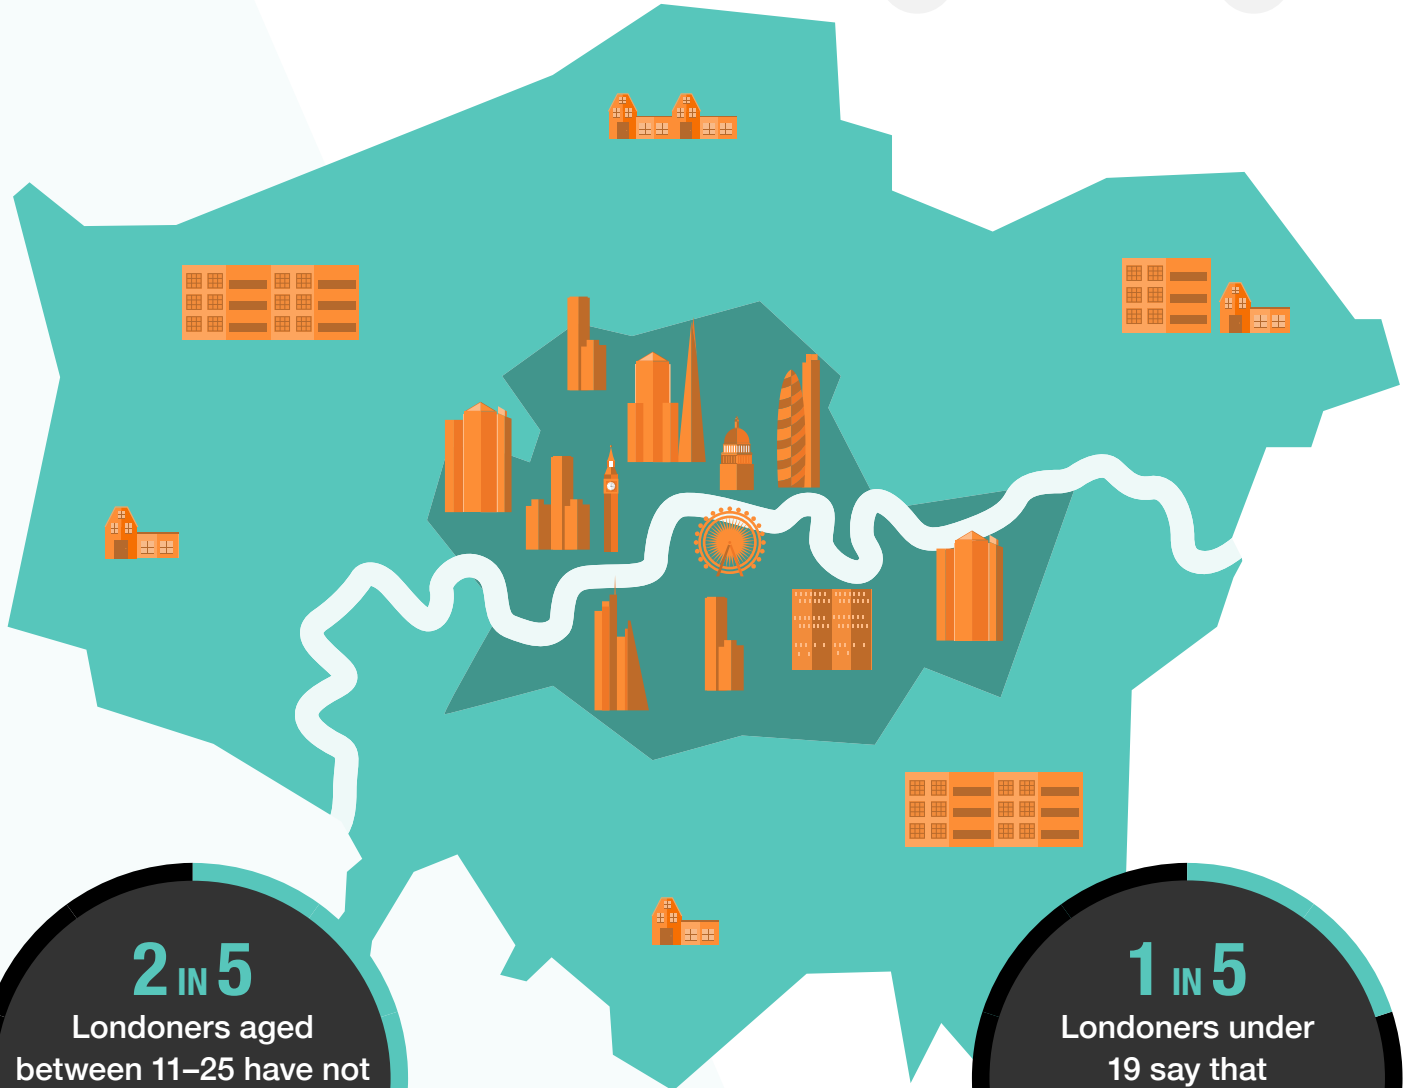 2 IN 5
Londoners aged
between 11–25 have not
1 IN 5
Londoners under
19 say that